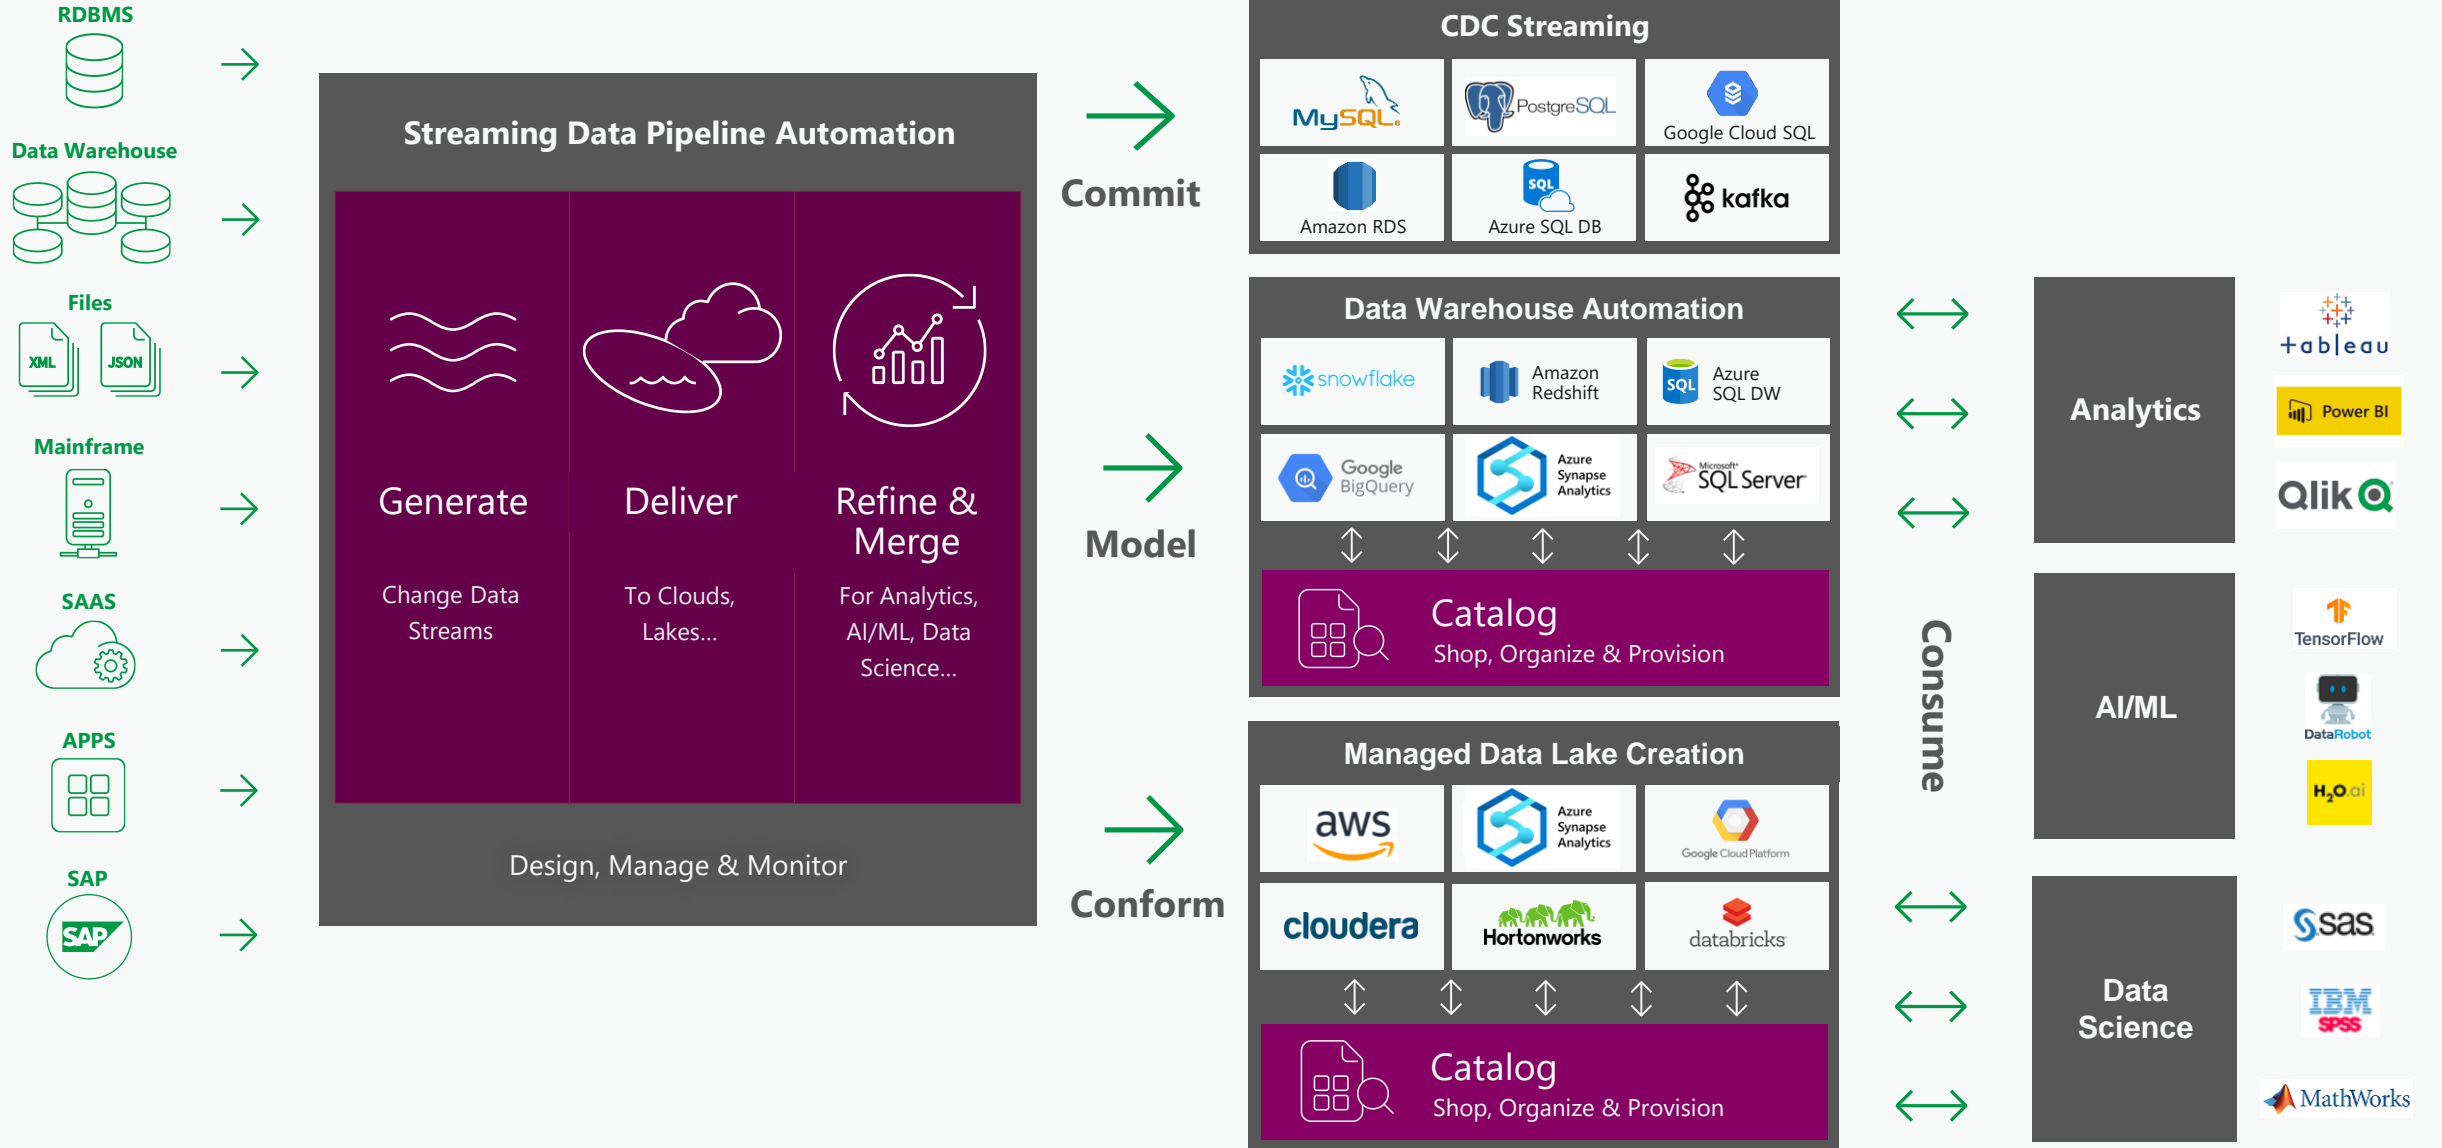 RDBMS
Data Warehouse
Files
XML
JSON
Mainframe
SAAS
APPS
SAP
SAP
Streaming Data Pipeline Automation
Generate
Change Data
Streams
Deliver
To Clouds,
Lakes...
Refine &
Merge
For Analytics,
AI/ML, Data
Science...
Design, Manage & Monitor
Commit
Model
Conform
CDC Streaming
MySQL
PostgreSQL
Google Cloud SQL
Amazon RDS
SQL
Azure SQL DB
kafka
Data Warehouse Automation
snowflake
Amazon
Redshift
SQL
Azure
SQL DW
Google
BigQuery
Azure
Synapse
Analytics
Microsoft
SQL Server
Catalog
Shop, Organize & Provision
Managed Data Lake Creation
aws
Azure
Synapse
Analytics
Google Cloud Platform
cloudera
Hortonworks
databricks
Catalog
Shop, Organize & Provision
Consume
Analytics
+ableau
Power BI
Qlik
AI/ML
TensorFlow
DataRobot
H2O.ai
Data
Science
sas
IBM
SPSS
MathWorks